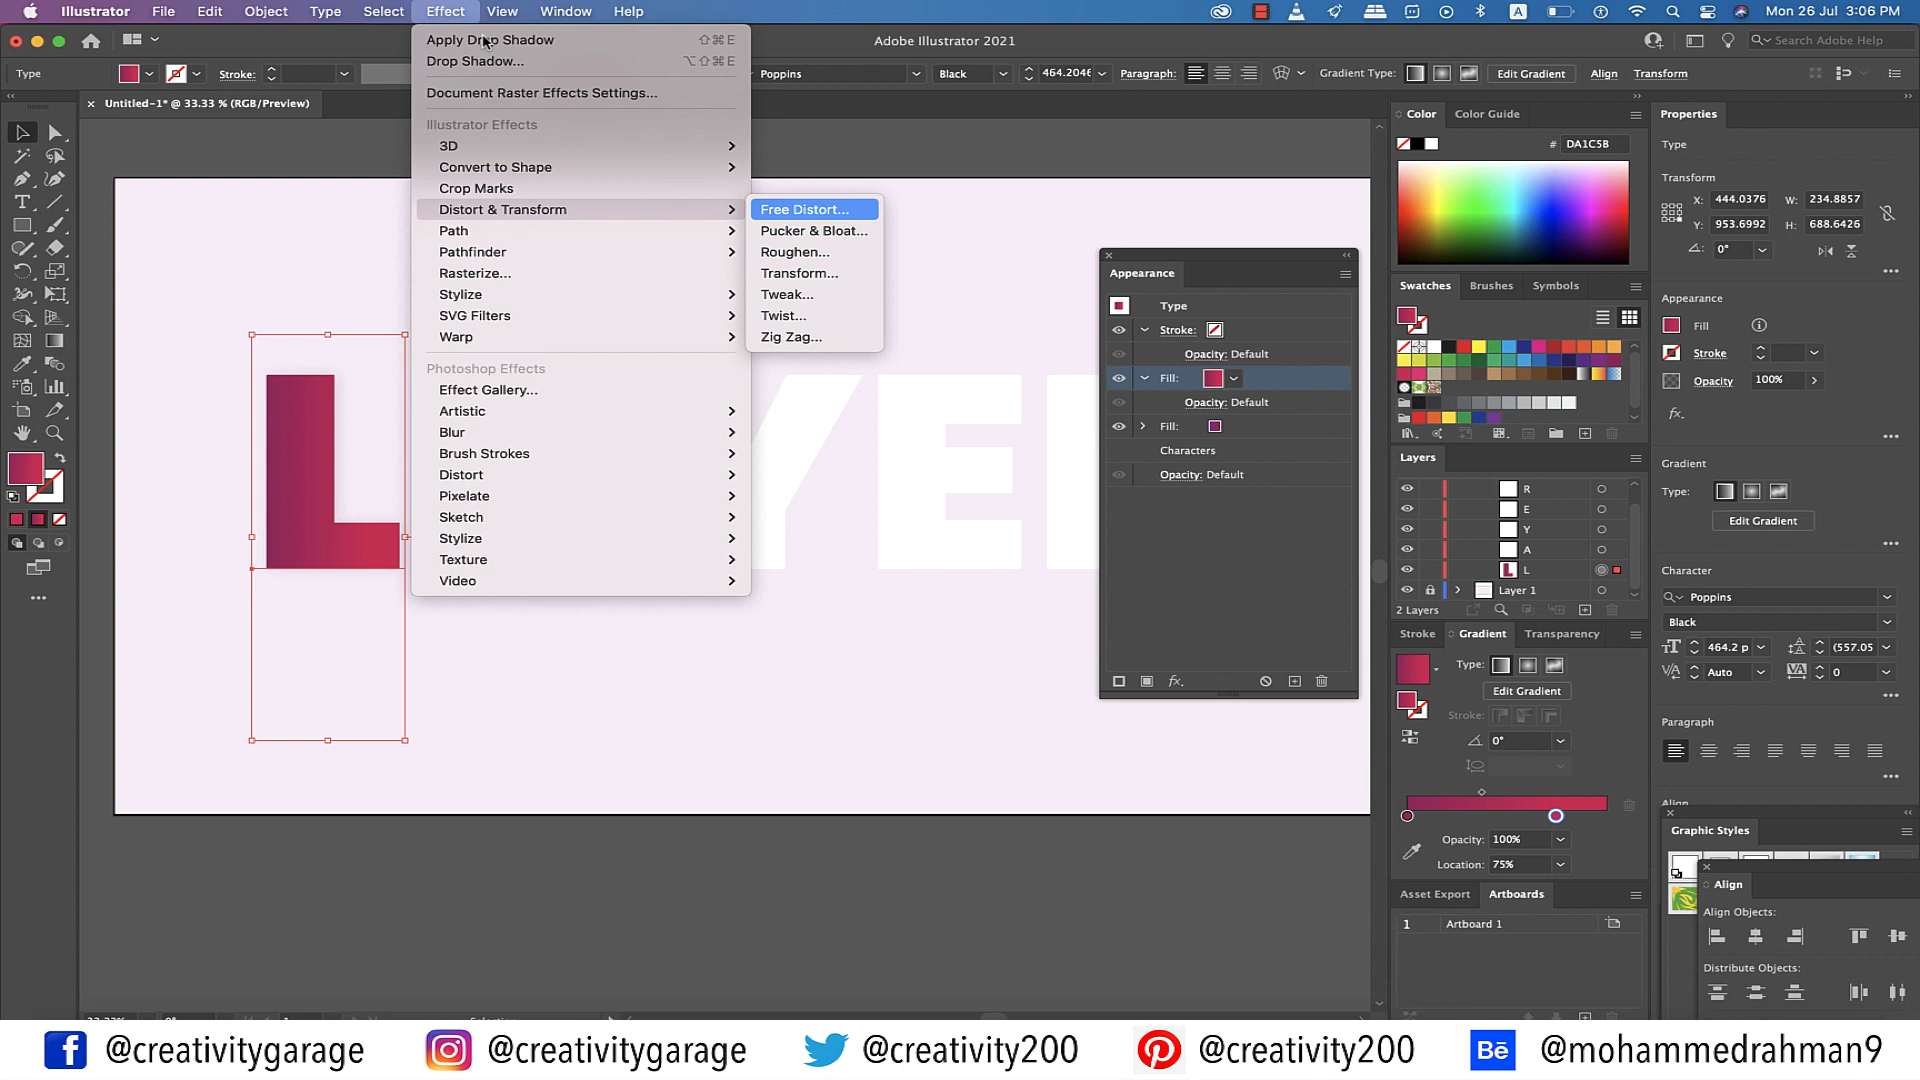 Illustrator File Edit Object Type Select Effect View Window Help
A Mon 26 Jul 3:06 PM
Adobe Illustrator 2021
Search Adobe Help
Type Stroke: Poppins Black 464.2046 Paragraph: Gradient Type: Edit Gradient Align Transform
Untitled-1* @ 33.33 % (RGB/Preview)
Apply Drop Shadow ⇧⌘E
Drop Shadow... ⌥⇧⌘E
Document Raster Effects Settings...
Illustrator Effects
3D
Convert to Shape
Crop Marks
Distort & Transform
Path
Pathfinder
Rasterize...
Stylize
SVG Filters
Warp
Photoshop Effects
Effect Gallery...
Artistic
Blur
Brush Strokes
Distort
Pixelate
Sketch
Stylize
Texture
Video
Free Distort...
Pucker & Bloat...
Roughen...
Transform...
Tweak...
Twist...
Zig Zag...
L YE
Appearance
Type
Stroke:
Opacity: Default
Fill:
Opacity: Default
Fill:
Characters
Opacity: Default
Color Color Guide
# DA1C5B
Swatches Brushes Symbols
Layers
R
E
Y
A
L
Layer 1
2 Layers
Stroke Gradient Transparency
Type:
Edit Gradient
Stroke:
0°
Opacity: 100%
Location: 75%
Asset Export Artboards
1 Artboard 1
Properties
Type
Transform
X: 444.0376 W: 234.8857
Y: 953.6992 H: 688.6426
0°
Appearance
Fill
Stroke
Opacity 100%
fx.
Gradient
Type:
Edit Gradient
Character
Poppins
Black
464.2 p (557.05
Auto 0
Paragraph
Align
Graphic Styles
Align
Align Objects:
Distribute Objects:
@creativitygarage @creativitygarage @creativity200 @creativity200 Bē @mohammedrahman9